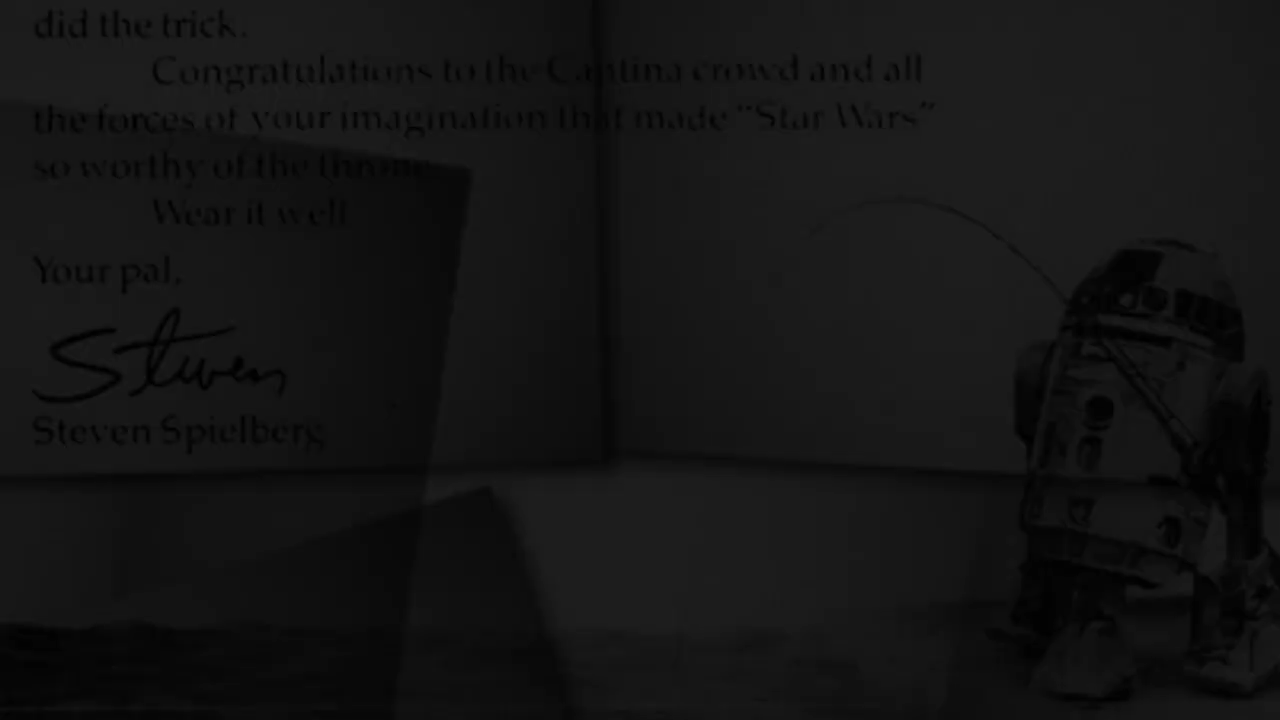 did the trick.
Congratulations to the Cantina crowd and all
the forces of your imagination that made “Star Wars”
so worthy of the throne.
Wear it well
Your pal,
Steven
Steven Spielberg